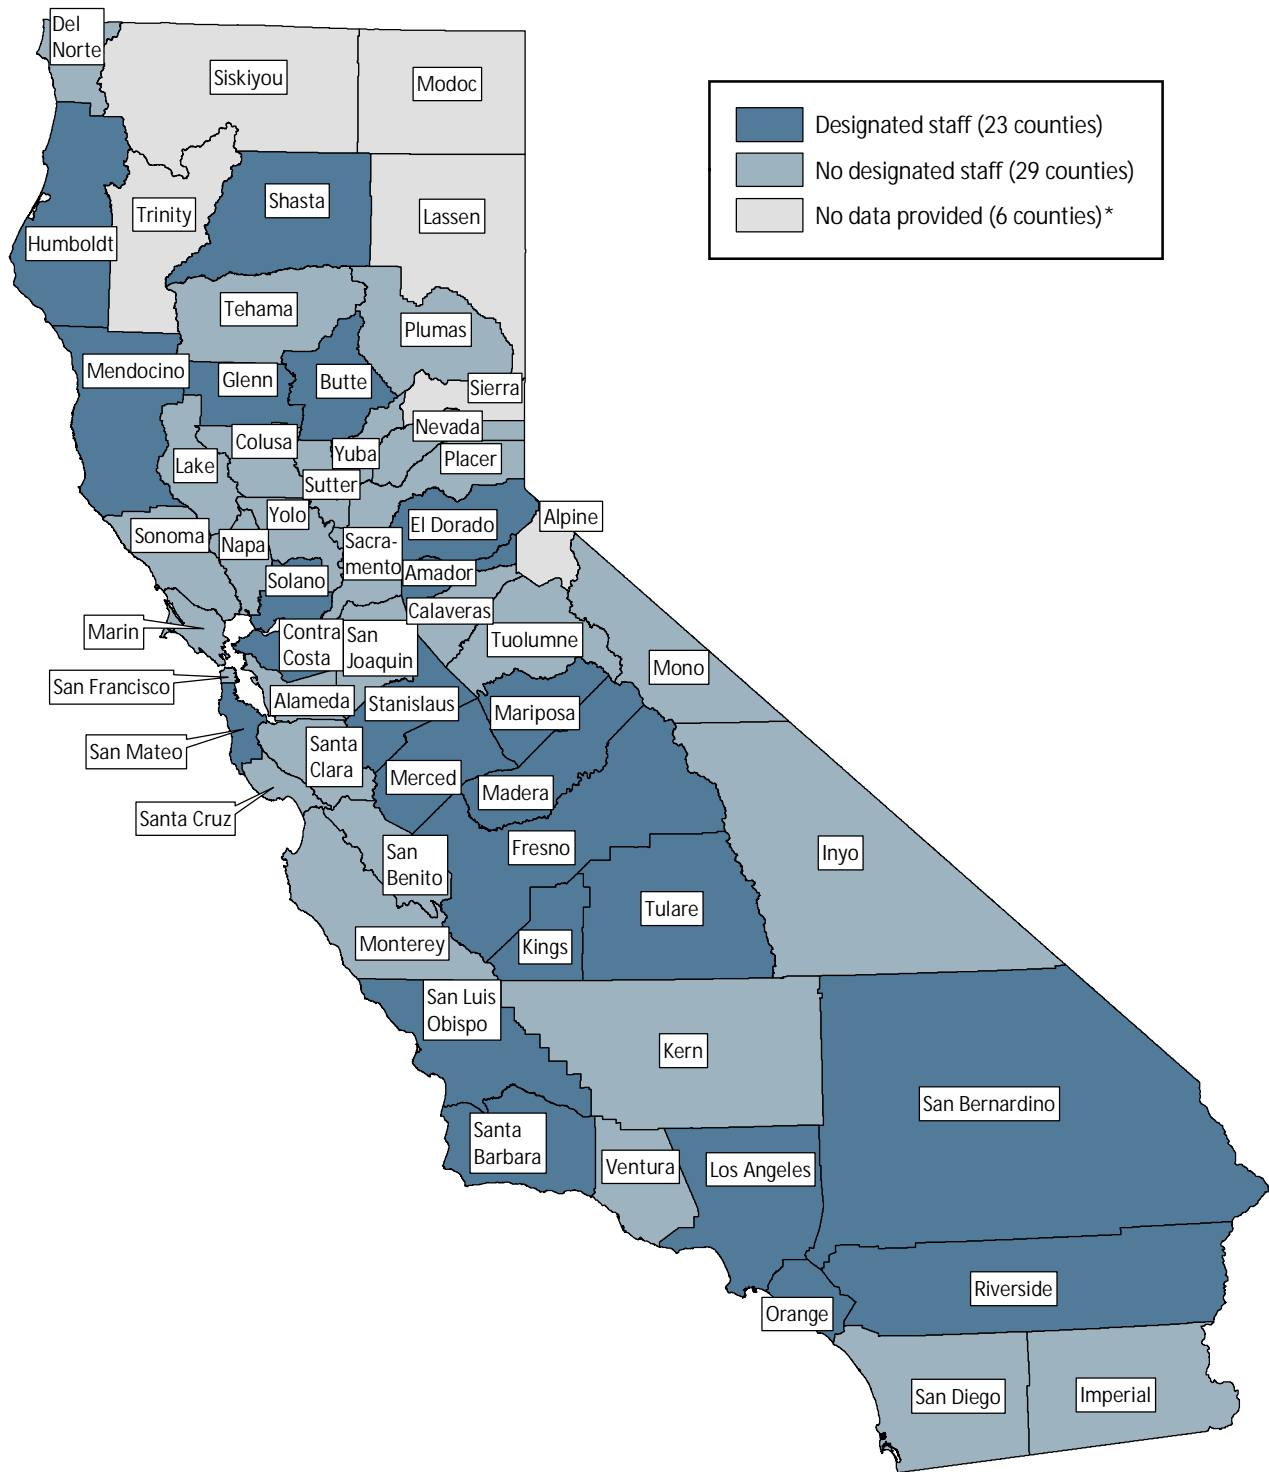 Del
Norte
Siskiyou
Modoc
Designated staff (23 counties)
No designated staff (29 counties)
No data provided (6 counties)*
Shasta
Trinity
Lassen
Humboldt
Tehama
Plumas
Mendocino
Glenn
Butte
Sierra
Nevada
Colusa
Yuba
Placer
Lake
Sutter
Yolo
Alpine
El Dorado
Sonoma
Napa
Sacra-
mento
Amador
Solano
Calaveras
Marin
Contra
Costa
San
Joaquin
Tuolumne
Mono
San Francisco
Alameda
Stanislaus
Mariposa
San Mateo
Santa
Clara
Merced
Madera
Santa Cruz
Fresno
San
Benito
Inyo
Tulare
Monterey
Kings
San Luis
Obispo
Kern
San Bernardino
Santa
Barbara
Ventura
Los Angeles
Riverside
Orange
San Diego
Imperial